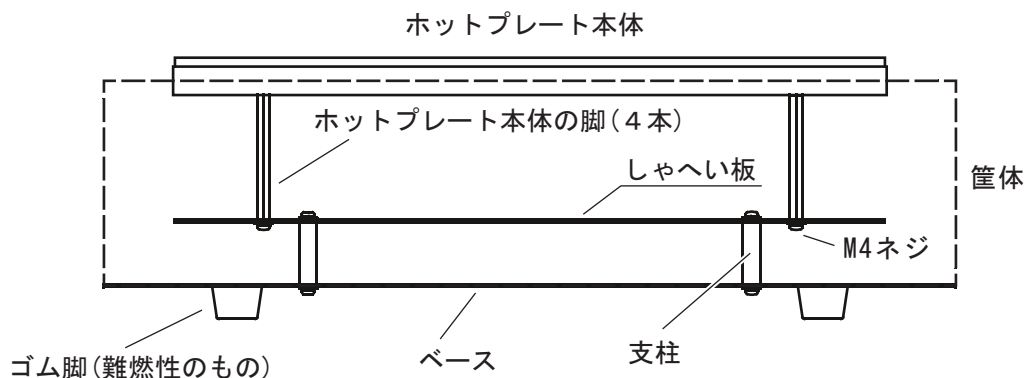 ホットプレート本体
ホットプレート本体の脚(4本)
しゃへい板
筐体
M4ネジ
ゴム脚(難燃性のもの)
ベース
支柱